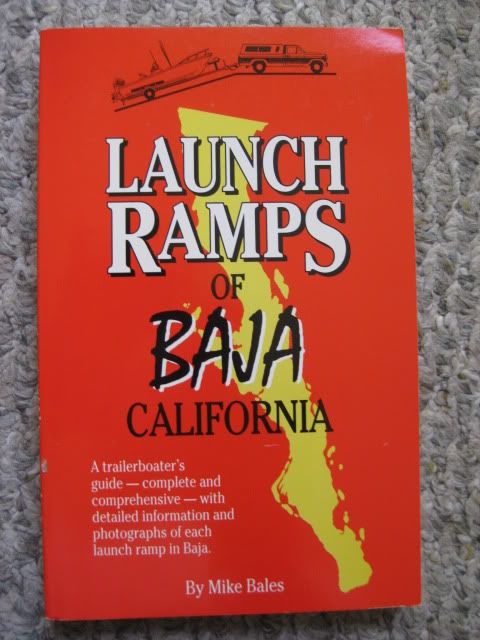 LAUNCH
RAMPS
OF
BAJA
CALIFORNIA
A trailerboater's
guide — complete and
comprehensive — with
detailed information and
photographs of each
launch ramp in Baja.
By Mike Bales